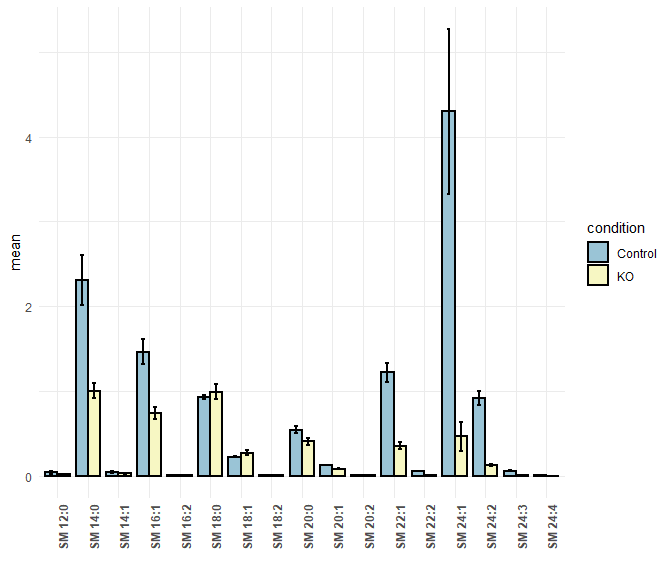 mean
4
2
0
SM 12:0
SM 14:0
SM 14:1
SM 16:1
SM 16:2
SM 18:0
SM 18:1
SM 18:2
SM 20:0
SM 20:1
SM 20:2
SM 22:1
SM 22:2
SM 24:1
SM 24:2
SM 24:3
SM 24:4
condition
Control
KO